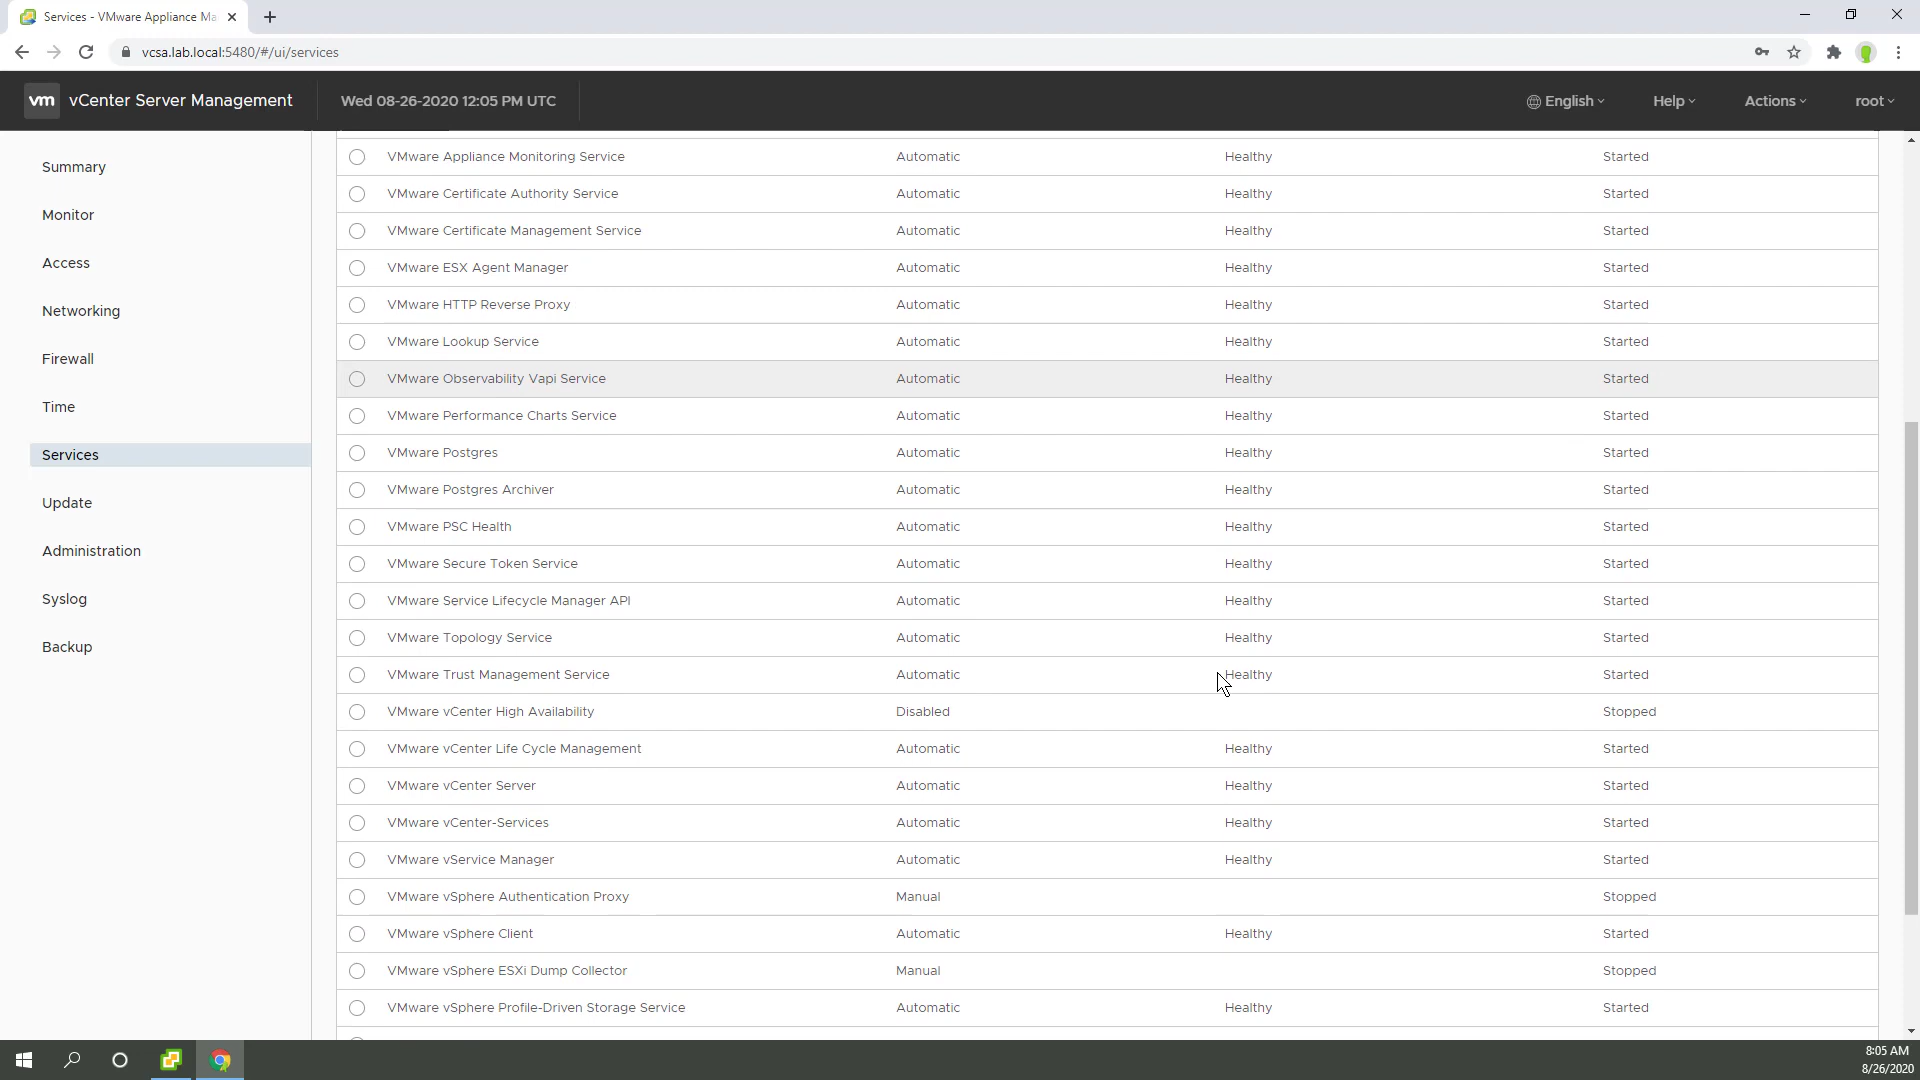 Services - VMware Appliance Ma
vcsa.lab.local:5480/#/ui/services
vm vCenter Server Management Wed 08-26-2020 12:05 PM UTC English Help Actions root
Summary
Monitor
Access
Networking
Firewall
Time
Services
Update
Administration
Syslog
Backup
VMware Appliance Monitoring Service Automatic Healthy Started
VMware Certificate Authority Service Automatic Healthy Started
VMware Certificate Management Service Automatic Healthy Started
VMware ESX Agent Manager Automatic Healthy Started
VMware HTTP Reverse Proxy Automatic Healthy Started
VMware Lookup Service Automatic Healthy Started
VMware Observability Vapi Service Automatic Healthy Started
VMware Performance Charts Service Automatic Healthy Started
VMware Postgres Automatic Healthy Started
VMware Postgres Archiver Automatic Healthy Started
VMware PSC Health Automatic Healthy Started
VMware Secure Token Service Automatic Healthy Started
VMware Service Lifecycle Manager API Automatic Healthy Started
VMware Topology Service Automatic Healthy Started
VMware Trust Management Service Automatic Healthy Started
VMware vCenter High Availability Disabled Stopped
VMware vCenter Life Cycle Management Automatic Healthy Started
VMware vCenter Server Automatic Healthy Started
VMware vCenter-Services Automatic Healthy Started
VMware vService Manager Automatic Healthy Started
VMware vSphere Authentication Proxy Manual Stopped
VMware vSphere Client Automatic Healthy Started
VMware vSphere ESXi Dump Collector Manual Stopped
VMware vSphere Profile-Driven Storage Service Automatic Healthy Started
8:05 AM
8/26/2020